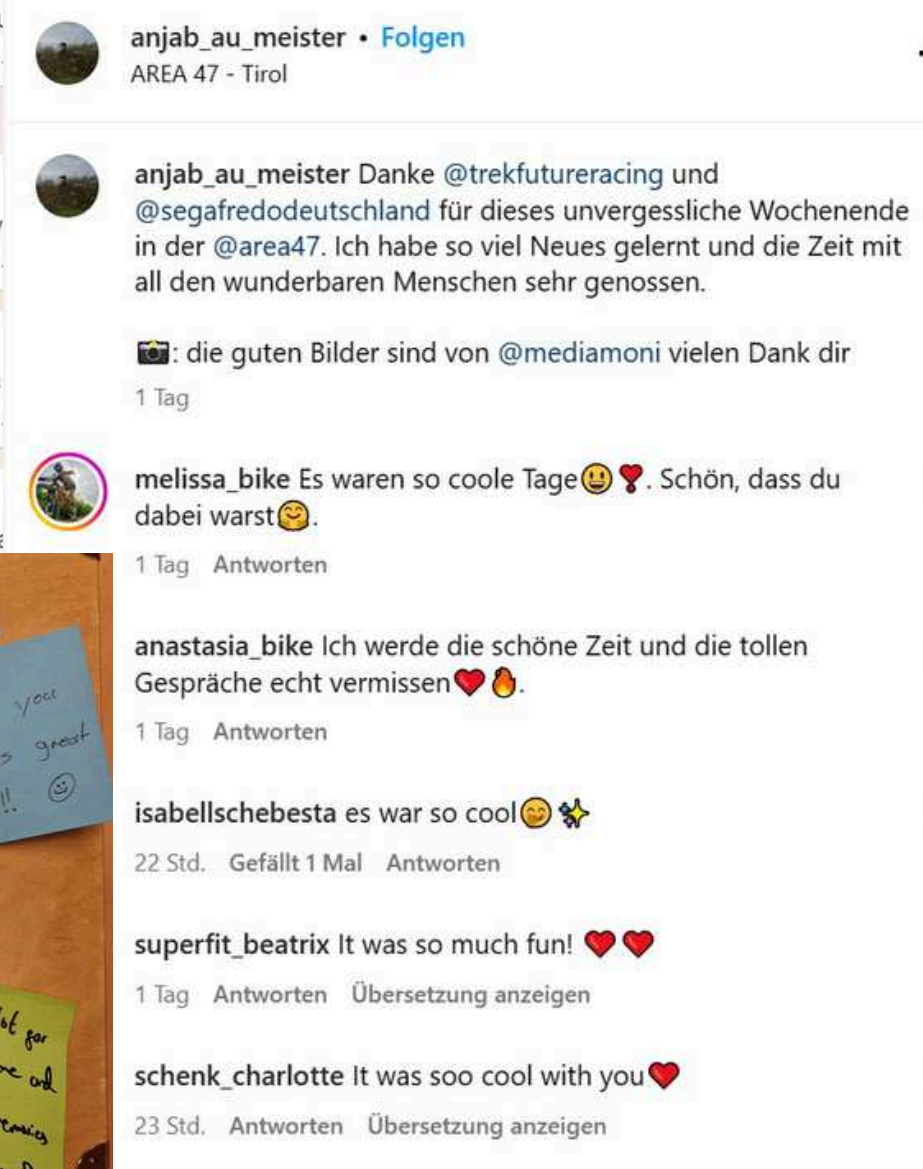 anjab_au_meister • Folgen
AREA 47 - Tirol
anjab_au_meister Danke @trekfutureracing und
@segafredodeutschland für dieses unvergessliche Wochenende
in der @area47. Ich habe so viel Neues gelernt und die Zeit mit
all den wunderbaren Menschen sehr genossen.
📷: die guten Bilder sind von @mediamoni vielen Dank dir
1 Tag
melissa_bike Es waren so coole Tage😃❣️. Schön, dass du
dabei warst🤗.
1 Tag Antworten
anastasia_bike Ich werde die schöne Zeit und die tollen
Gespräche echt vermissen❤️🔥.
1 Tag Antworten
isabellschebesta es war so cool🤭✨
22 Std. Gefällt 1 Mal Antworten
superfit_beatrix It was so much fun! ❤️❤️
1 Tag Antworten Übersetzung anzeigen
schenk_charlotte It was soo cool with you❤️
23 Std. Antworten Übersetzung anzeigen
you
great
!! ☺